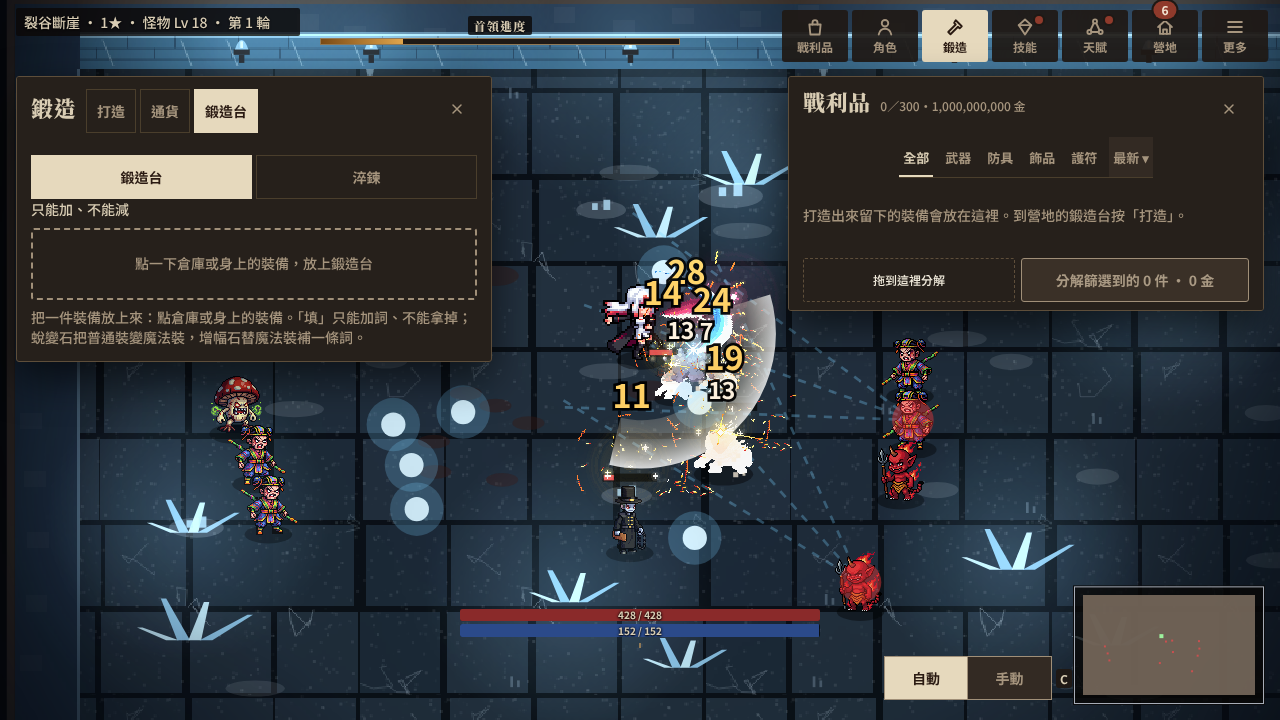 裂谷斷崖 · 1★ · 怪物 Lv 18 · 第 1 輪
首領進度
戰利品
角色
鍛造
技能
天賦
6
營地
更多
鍛造
打造
通貨
鍛造台
×
鍛造台
淬鍊
只能加、不能減
點一下倉庫或身上的裝備，放上鍛造台
把一件裝備放上來：點倉庫或身上的裝備。「填」只能加詞、不能拿掉；
蛻變石把普通裝變魔法裝，增幅石替魔法裝補一條詞。
戰利品
0／300・1,000,000,000 金
×
全部
武器
防具
飾品
護符
最新 ▾
打造出來留下的裝備會放在這裡。到營地的鍛造台按「打造」。
拖到這裡分解
分解篩選到的 0 件 ・ 0 金
28
14
24
13
7
19
13
11
428 / 428
152 / 152
自動
手動
C